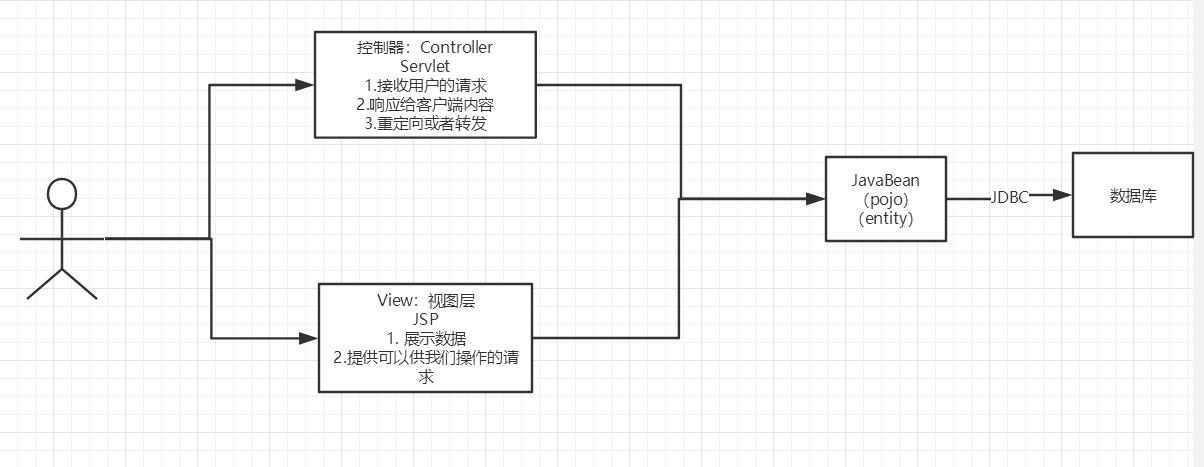 控制器：Controller
Servlet
1.接收用户的请求
2.响应给客户端内容
3.重定向或者转发
View：视图层
JSP
1. 展示数据
2.提供可以供我们操作的请
求
JavaBean
（pojo）
（entity）
JDBC
数据库